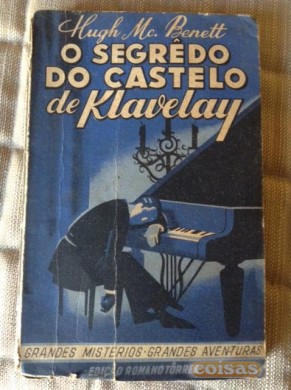 Hugh Mc. Benett
O SEGRÊDO
DO CASTELO
de Klavelay
GRANDES MISTÉRIOS·GRANDES AVENTURAS
EDIÇÃO ROMANO TORRES
coisas